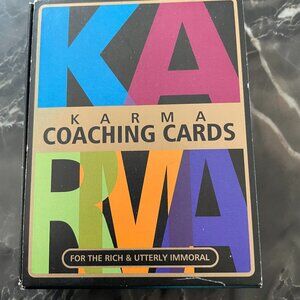 KA
KARMA
COACHING CARDS
RMA
FOR THE RICH & UTTERLY IMMORAL